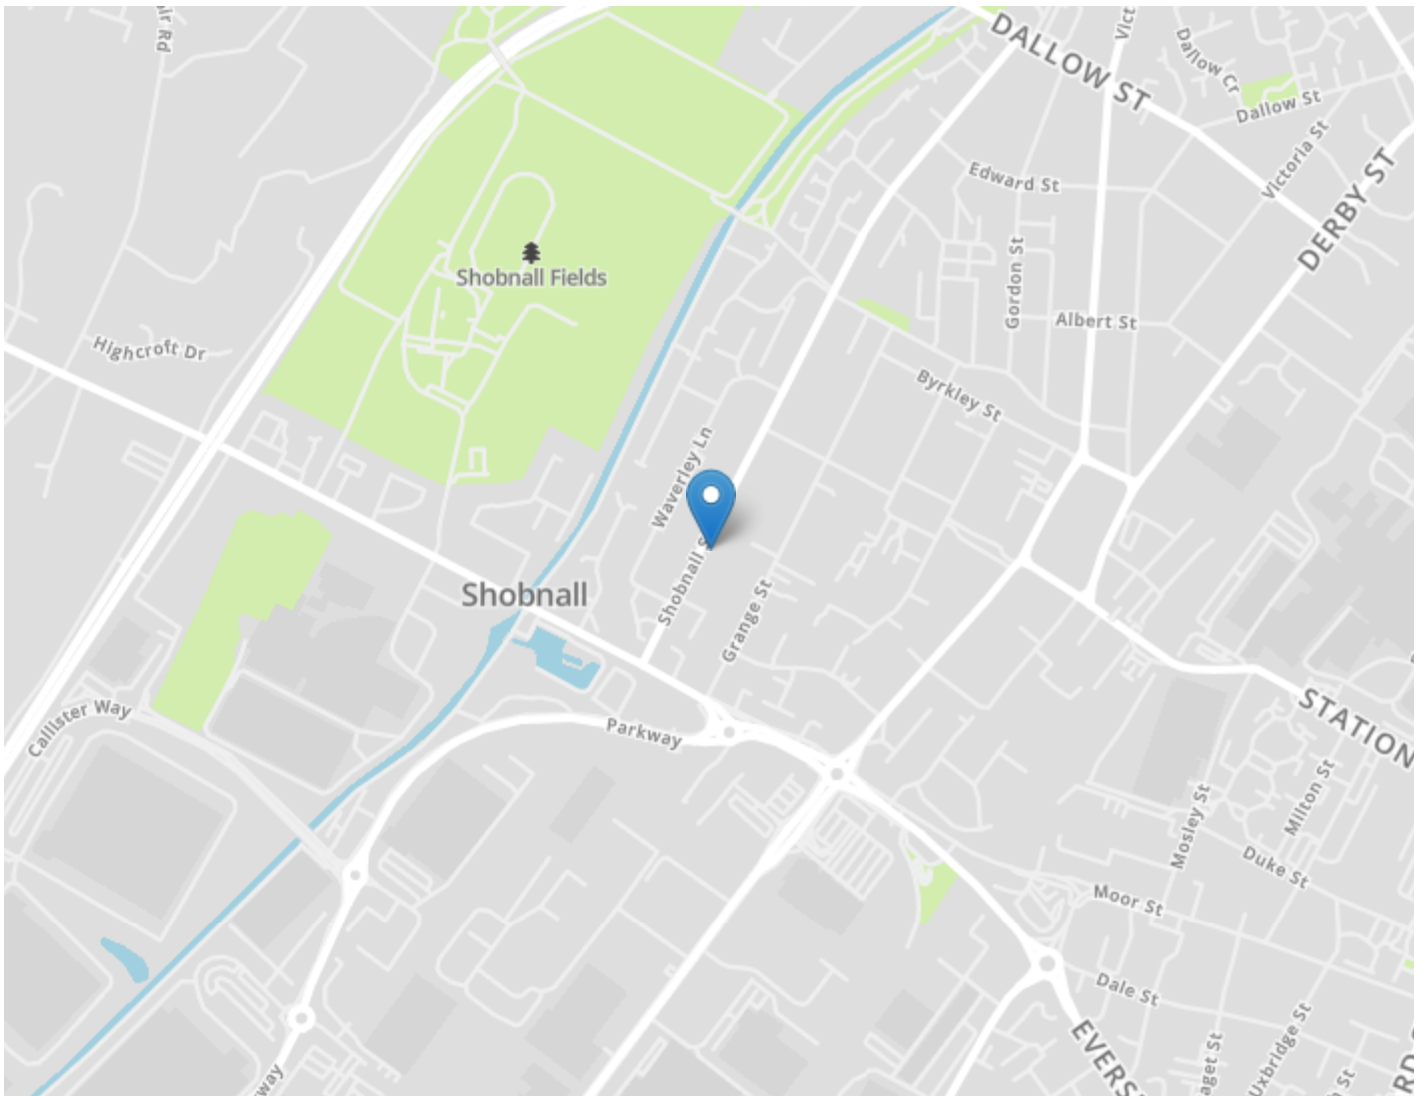 DALLOW ST
Dallow Cr
Dallow St
Victoria St
DERBY ST
Edward St
Gordon St
Albert St
Shobnall Fields
Highcroft Dr
Byrkley St
Waverley Ln
Shobnall
Grange St
Shobnall
Callister Way
Parkway
STATION
Milton St
Mosley St
Duke St
Moor St
Dale St
Uxbridge St